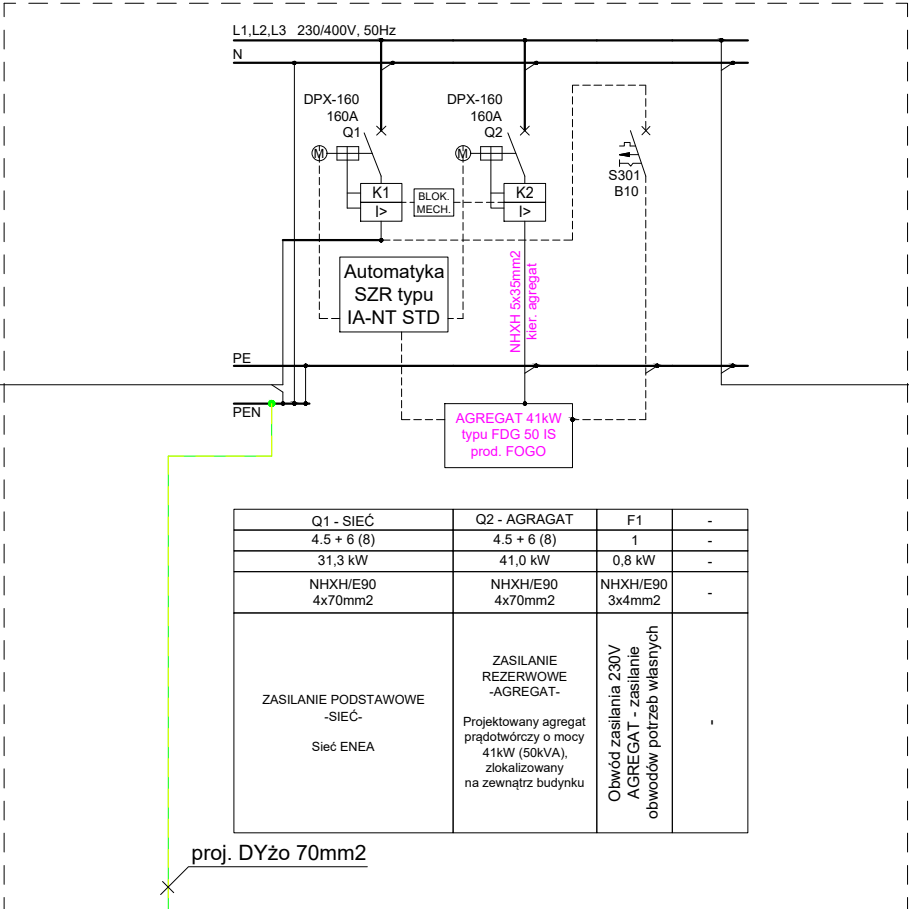 L1,L2,L3 230/400V, 50Hz
N
DPX-160
160A
Q1
DPX-160
160A
Q2
M
M
S301
B10
K1
I>
BLOK.
MECH.
K2
I>
Automatyka
SZR typu
IA-NT STD
NHXH 5x35mm2
kier. agregat
PE
PEN
AGREGAT 41kW
typu FDG 50 IS
prod. FOGO
Q1 - SIEĆ Q2 - AGRAGAT F1 -
4.5 + 6 (8) 4.5 + 6 (8) 1 -
31,3 kW 41,0 kW 0,8 kW -
NHXH/E90 NHXH/E90 NHXH/E90 -
4x70mm2 4x70mm2 3x4mm2
ZASILANIE PODSTAWOWE
-SIEĆ-
Sieć ENEA
ZASILANIE
REZERWOWE
-AGREGAT-
Projektowany agregat
prądotwórczy o mocy
41kW (50kVA),
zlokalizowany
na zewnątrz budynku
Obwód zasilania 230V
AGREGAT - zasilanie
obwodów potrzeb własnych
-
proj. DYżo 70mm2